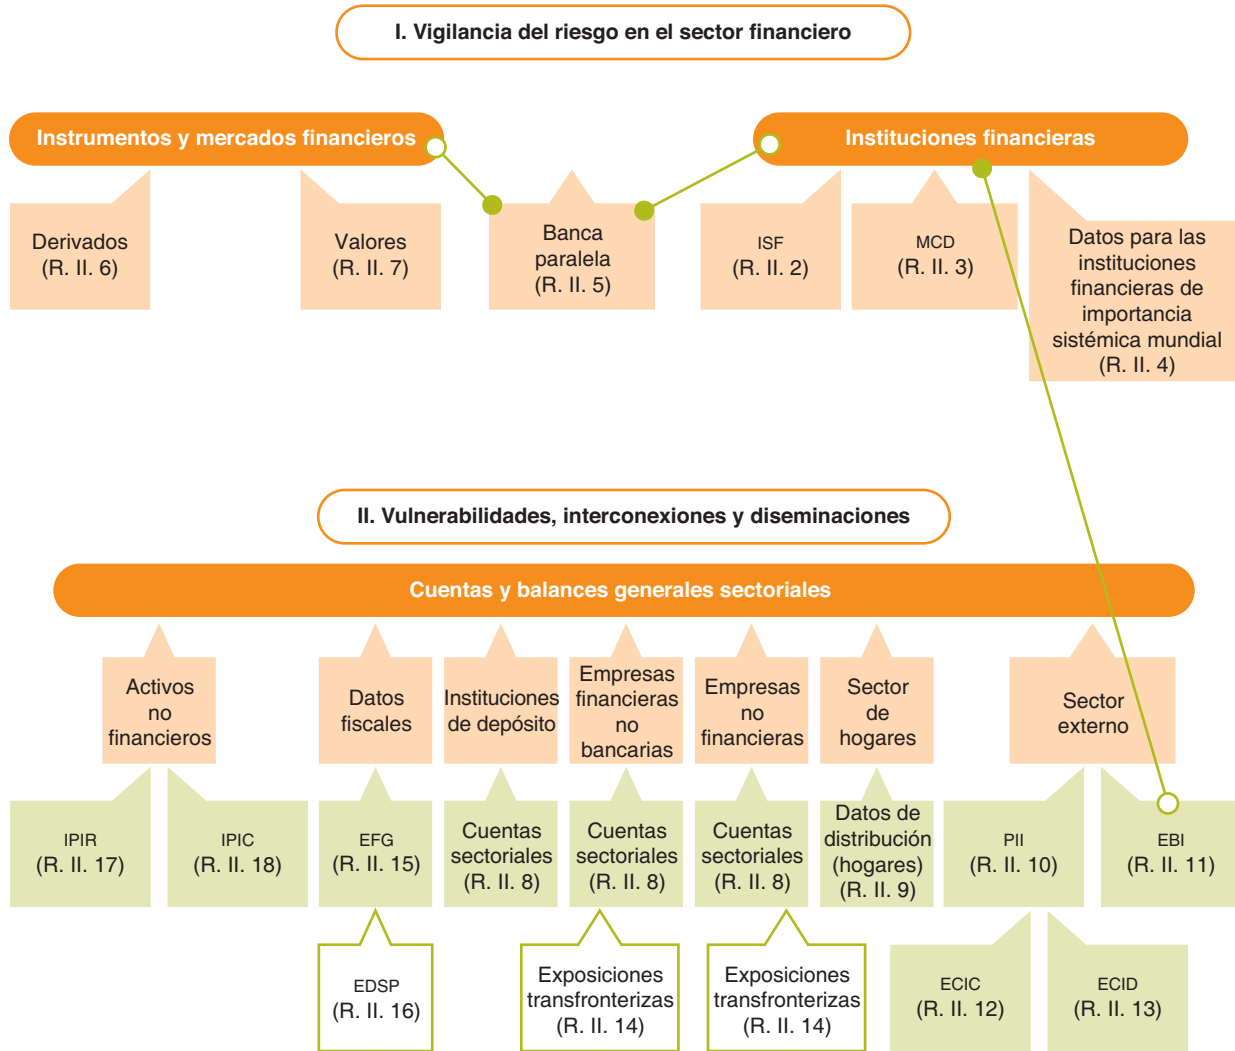 I. Vigilancia del riesgo en el sector financiero
Instrumentos y mercados financieros
Instituciones financieras
Derivados
(R. II. 6)
Valores
(R. II. 7)
Banca
paralela
(R. II. 5)
ISF
(R. II. 2)
MCD
(R. II. 3)
Datos para las
instituciones
financieras de
importancia
sistémica mundial
(R. II. 4)
II. Vulnerabilidades, interconexiones y diseminaciones
Cuentas y balances generales sectoriales
Activos
no
financieros
Datos
fiscales
Instituciones
de depósito
Empresas
financieras
no
bancarias
Empresas
no
financieras
Sector
de
hogares
Sector
externo
IPIR
(R. II. 17)
IPIC
(R. II. 18)
EFG
(R. II. 15)
Cuentas
sectoriales
(R. II. 8)
Cuentas
sectoriales
(R. II. 8)
Cuentas
sectoriales
(R. II. 8)
Datos de
distribución
(hogares)
(R. II. 9)
PII
(R. II. 10)
EBI
(R. II. 11)
EDSP
(R. II. 16)
Exposiciones
transfronterizas
(R. II. 14)
Exposiciones
transfronterizas
(R. II. 14)
ECIC
(R. II. 12)
ECID
(R. II. 13)